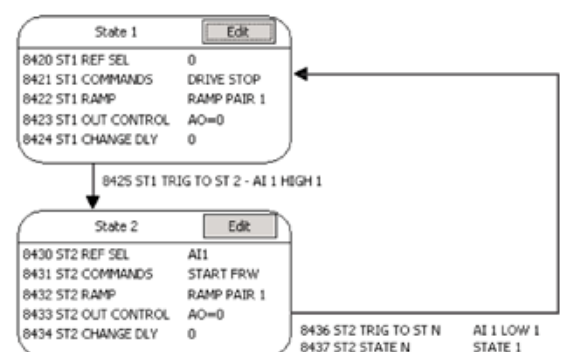 State 1 Edit
8420 ST1 REF SEL 0
8421 ST1 COMMANDS DRIVE STOP
8422 ST1 RAMP RAMP PAIR 1
8423 ST1 OUT CONTROL AO=0
8424 ST1 CHANGE DLY 0
8425 ST1 TRIG TO ST 2 - AI 1 HIGH 1
State 2 Edit
8430 ST2 REF SEL AI1
8431 ST2 COMMANDS START FRW
8432 ST2 RAMP RAMP PAIR 1
8433 ST2 OUT CONTROL AO=0
8434 ST2 CHANGE DLY 0
8436 ST2 TRIG TO ST N AI 1 LOW 1
8437 ST2 STATE N STATE 1